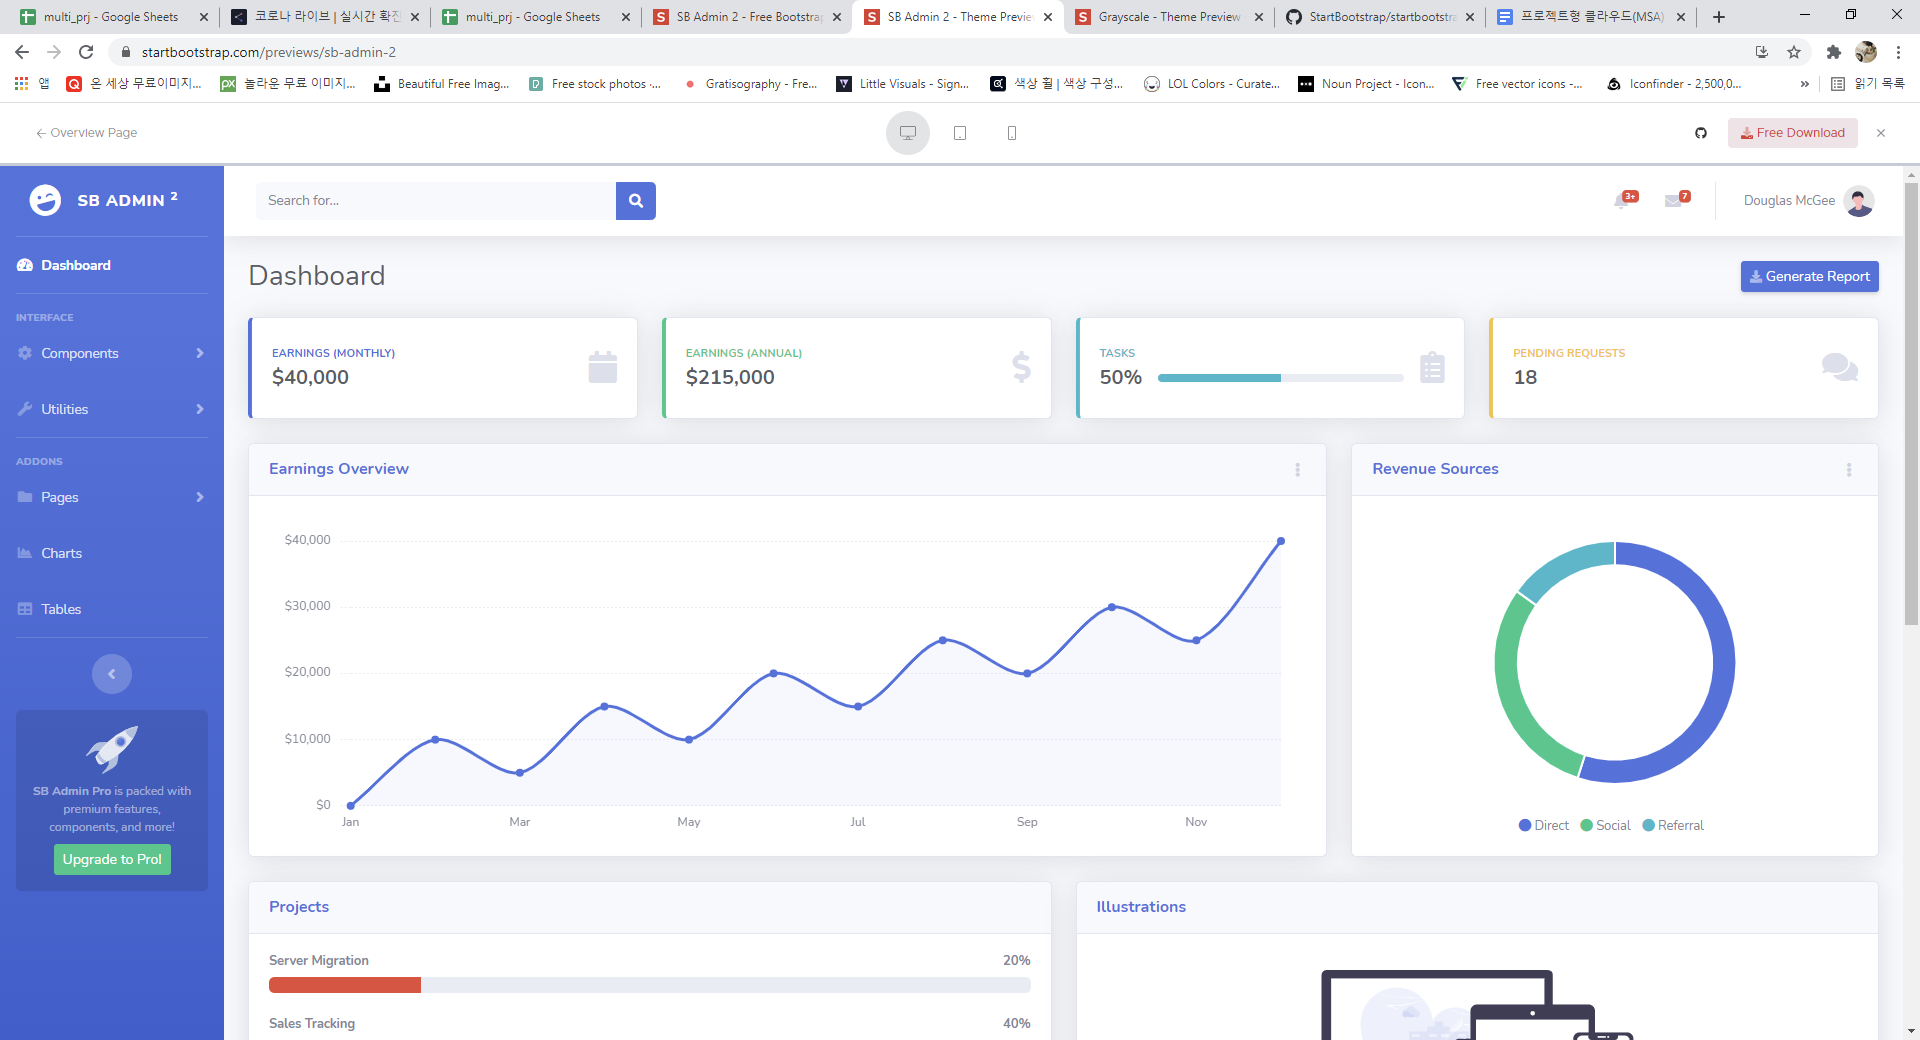 multi_prj - Google Sheets
코로나 라이브 | 실시간 확진
multi_prj - Google Sheets
SB Admin 2 - Free Bootstrap
SB Admin 2 - Theme Preview
Grayscale - Theme Preview
StartBootstrap/startbootstra
프로젝트형 클라우드(MSA)
startbootstrap.com/previews/sb-admin-2
앱
온 세상 무료이미지...
놀라운 무료 이미지...
Beautiful Free Imag...
Free stock photos ·...
Gratisography - Fre...
Little Visuals - Sign...
색상 휠 | 색상 구성...
LOL Colors - Curate...
Noun Project - Icon...
Free vector icons -...
Iconfinder - 2,500,0...
»
읽기 목록
← Overview Page
Free Download
SB ADMIN 2
Search for...
3+
7
Douglas McGee
Dashboard
INTERFACE
Components
Utilities
ADDONS
Pages
Charts
Tables
SB Admin Pro is packed with
premium features,
components, and more!
Upgrade to Pro!
Dashboard
Generate Report
EARNINGS (MONTHLY)
$40,000
EARNINGS (ANNUAL)
$215,000
TASKS
50%
PENDING REQUESTS
18
Earnings Overview
$40,000
$30,000
$20,000
$10,000
$0
Jan Mar May Jul Sep Nov
Revenue Sources
Direct Social Referral
Projects
Server Migration 20%
Sales Tracking 40%
Illustrations